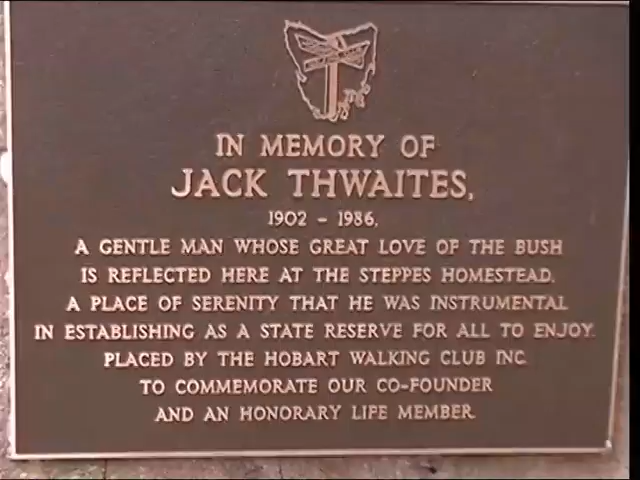 IN MEMORY OF
JACK THWAITES,
1902 - 1986,
A GENTLE MAN WHOSE GREAT LOVE OF THE BUSH
IS REFLECTED HERE AT THE STEPPES HOMESTEAD.
A PLACE OF SERENITY THAT HE WAS INSTRUMENTAL
IN ESTABLISHING AS A STATE RESERVE FOR ALL TO ENJOY.
PLACED BY THE HOBART WALKING CLUB INC.
TO COMMEMORATE OUR CO-FOUNDER
AND AN HONORARY LIFE MEMBER.